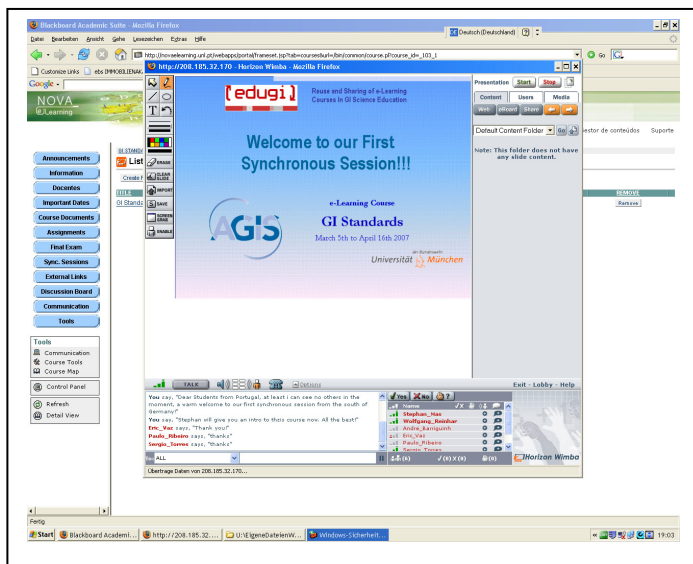 Blackboard Academic Suite - Mozilla Firefox
DE Deutsch (Deutschland)
Datei Bearbeiten Ansicht Gehe Lesezeichen Extras Hilfe
http://novaelearning.unl.pt/webapps/portal/frameset.jsp?tab=courses&url=/bin/common/course.pl?course_id=_103_1
Go
Customize Links
Google
NOVA
@Learning
Suporte
http://208.185.32.170 - Horizon Wimba - Mozilla Firefox
[edugi]
Reuse and Sharing of e-Learning
Courses in GI Science Education
Welcome to our First
Synchronous Session!!!
e-Learning Course
AGIS
GI Standards
March 5th to April 16th 2007
Universität München
ERASE
CLEAR SLIDE
IMPORT
SAVE
SCREEN GRAB
ENABLE
Presentation Start Stop
Content Users Media
Web eBoard Share
Default Content Folder Go
Note: This folder does not have
any slide content.
List
TITLE
REMOVE
Remove
Announcements
Information
Docentes
Important Dates
Course Documents
Assignments
Final Exam
Sync. Sessions
External Links
Discussion Board
Communication
Tools
Tools
Communication
Course Tools
Course Map
Control Panel
Refresh
Detail View
TALK
Options
Exit - Lobby - Help
You say, "Dear Students from Portugal, at least i can see no others in the
moment, a warm welcome to our first synchronous session from the south of
Germany!"
You say, "Stephan will give you an intro to this course now. All the best!"
Eric_Vaz says, "Thank you!"
Paulo_Ribeiro says, "thanks"
Sergio_Torres says, "thanks"
To: ALL
Yes No ?
Name
Stephan_Mas
Wolfgang_Reinhar
Andre_Barriguinh
Eric_Vaz
Paulo_Ribeiro
Sergio_Torres
Horizon Wimba
Übertrage Daten von 208.185.32.170...
Fertig
Start
Blackboard Academi...
http://208.185.32....
U:\EigeneDateienW...
Windows-Sicherheit...
19:03